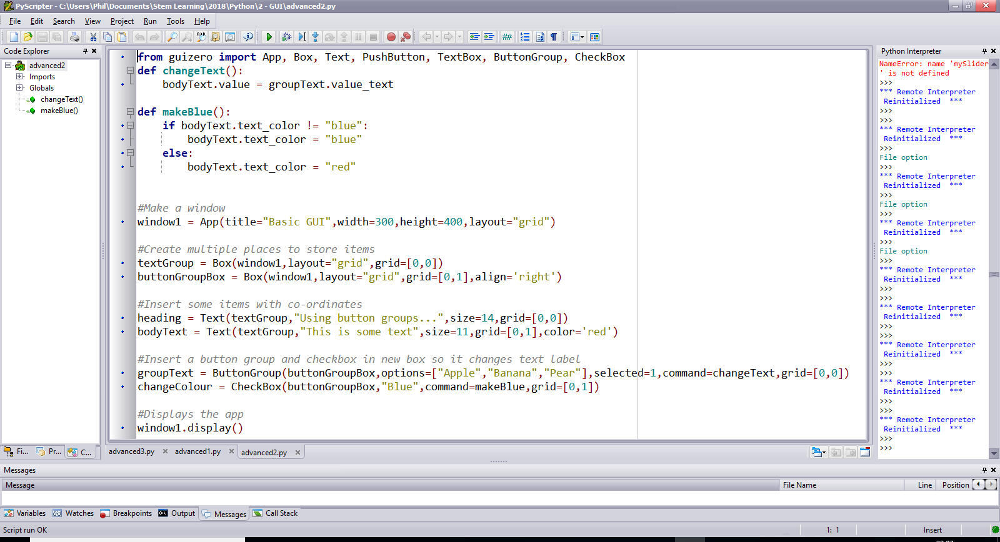 PyScripter - C:\Users\Phil\Documents\Stem Learning\2018\Python\2 - GUI\advanced2.py
File Edit Search View Project Run Tools Help
Code Explorer
advanced2
Imports
Globals
changeText()
makeBlue()
from guizero import App, Box, Text, PushButton, TextBox, ButtonGroup, CheckBox
def changeText():
    bodyText.value = groupText.value_text
def makeBlue():
    if bodyText.text_color != "blue":
        bodyText.text_color = "blue"
    else:
        bodyText.text_color = "red"
#Make a window
window1 = App(title="Basic GUI",width=300,height=400,layout="grid")
#Create multiple places to store items
textGroup = Box(window1,layout="grid",grid=[0,0])
buttonGroupBox = Box(window1,layout="grid",grid=[0,1],align='right')
#Insert some items with co-ordinates
heading = Text(textGroup,"Using button groups...",size=14,grid=[0,0])
bodyText = Text(textGroup,"This is some text",size=11,grid=[0,1],color='red')
#Insert a button group and checkbox in new box so it changes text label
groupText = ButtonGroup(buttonGroupBox,options=["Apple","Banana","Pear"],selected=1,command=changeText,grid=[0,0])
changeColour = CheckBox(buttonGroupBox,"Blue",command=makeBlue,grid=[0,1])
#Displays the app
window1.display()
Python Interpreter
NameError: name 'mySlider
' is not defined
>>>
*** Remote Interpreter
Reinitialized ***
>>>
>>>
*** Remote Interpreter
Reinitialized ***
>>>
File option
>>>
*** Remote Interpreter
Reinitialized ***
>>>
File option
>>>
*** Remote Interpreter
Reinitialized ***
>>>
File option
>>>
*** Remote Interpreter
Reinitialized ***
>>>
>>>
*** Remote Interpreter
Reinitialized ***
>>>
>>>
*** Remote Interpreter
Reinitialized ***
>>>
>>>
*** Remote Interpreter
Reinitialized ***
>>>
>>>
*** Remote Interpreter
Reinitialized ***
>>>
>>>
Fi... Pr... C...
advanced3.py advanced1.py advanced2.py
Messages
Message File Name Line Position
Variables Watches Breakpoints Output Messages Call Stack
Script run OK 1: 1 Insert